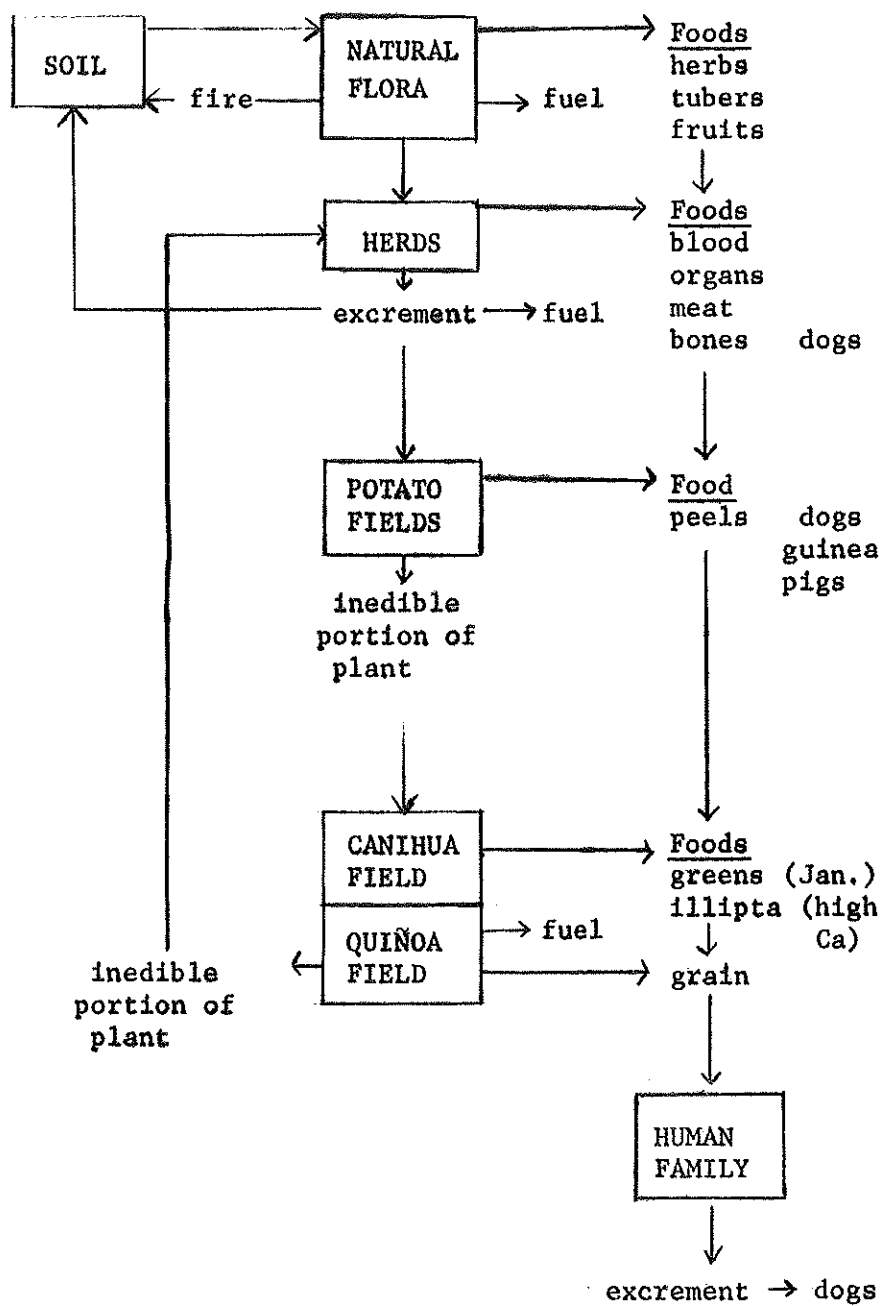 SOIL
NATURAL
FLORA
fire
fuel
Foods
herbs
tubers
fruits
HERDS
Foods
blood
organs
meat
bones dogs
excrement
fuel
POTATO
FIELDS
Food
peels dogs
guinea
pigs
inedible
portion of
plant
CANIHUA
FIELD
Foods
greens (Jan.)
illipta (high
Ca)
QUIÑOA
FIELD
fuel
grain
inedible
portion of
plant
HUMAN
FAMILY
excrement → dogs